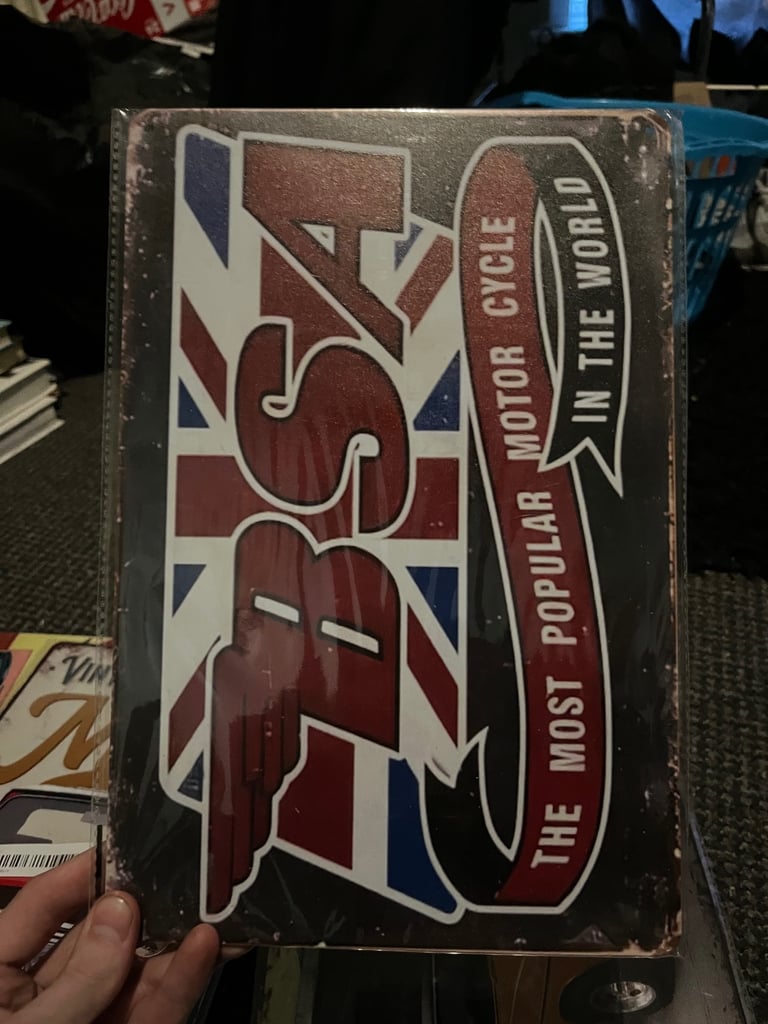 BSA
THE MOST POPULAR MOTOR CYCLE
IN THE WORLD